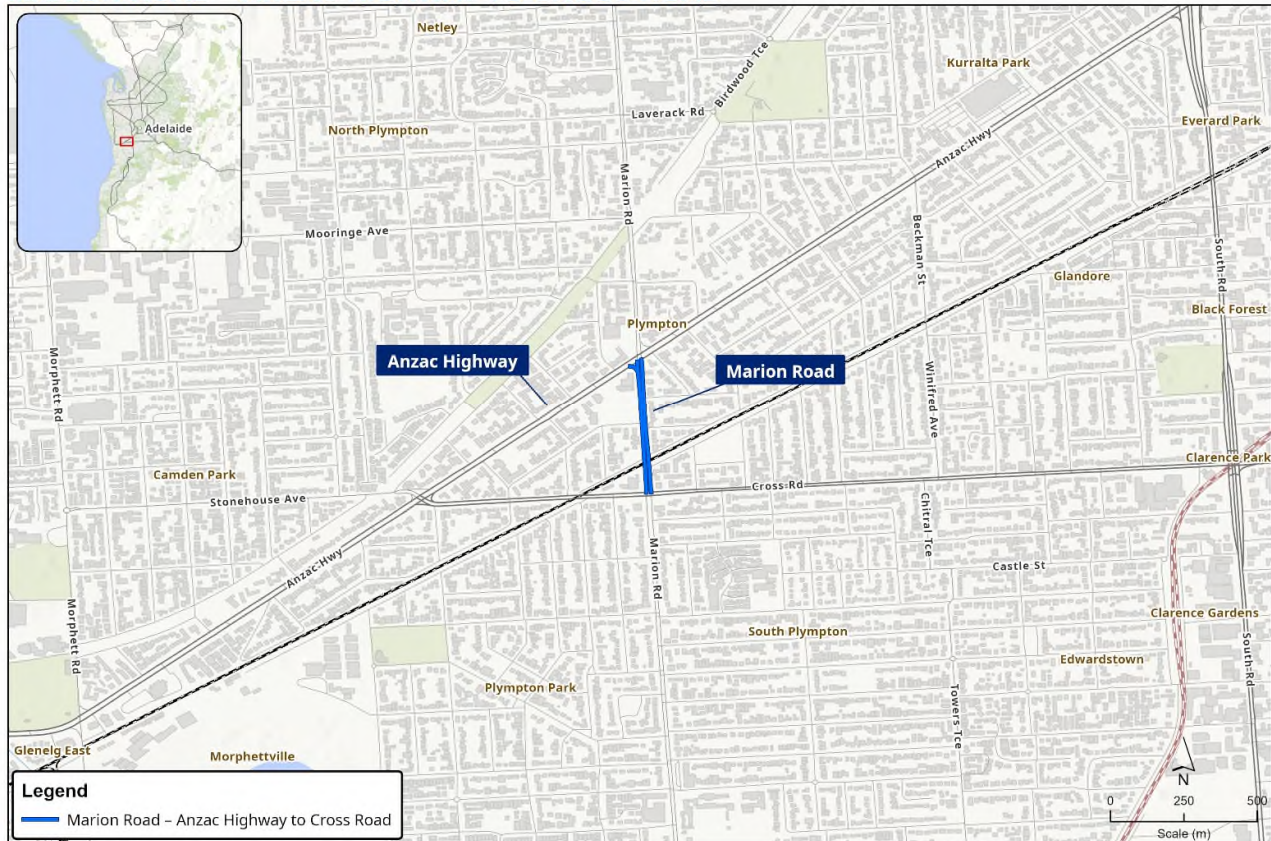 Netley
Kurralta Park
Birdwood Tce
Laverack Rd
Adelaide
North Plympton
Everard Park
Anzac Hwy
Marion Rd
Mooringe Ave
Beckman St
South Rd
Glandore
Black Forest
Plympton
Anzac Highway
Marion Road
Morphett Rd
Winifred Ave
Clarence Park
Camden Park
Stonehouse Ave
Cross Rd
Chitral Tce
Anzac Hwy
Marion Rd
Castle St
Morphett Rd
Clarence Gardens
South Plympton
South Rd
Edwardstown
Plympton Park
Towers Tce
Glenelg East
Morphettville
N
Legend
Marion Road – Anzac Highway to Cross Road
0 250 500
Scale (m)